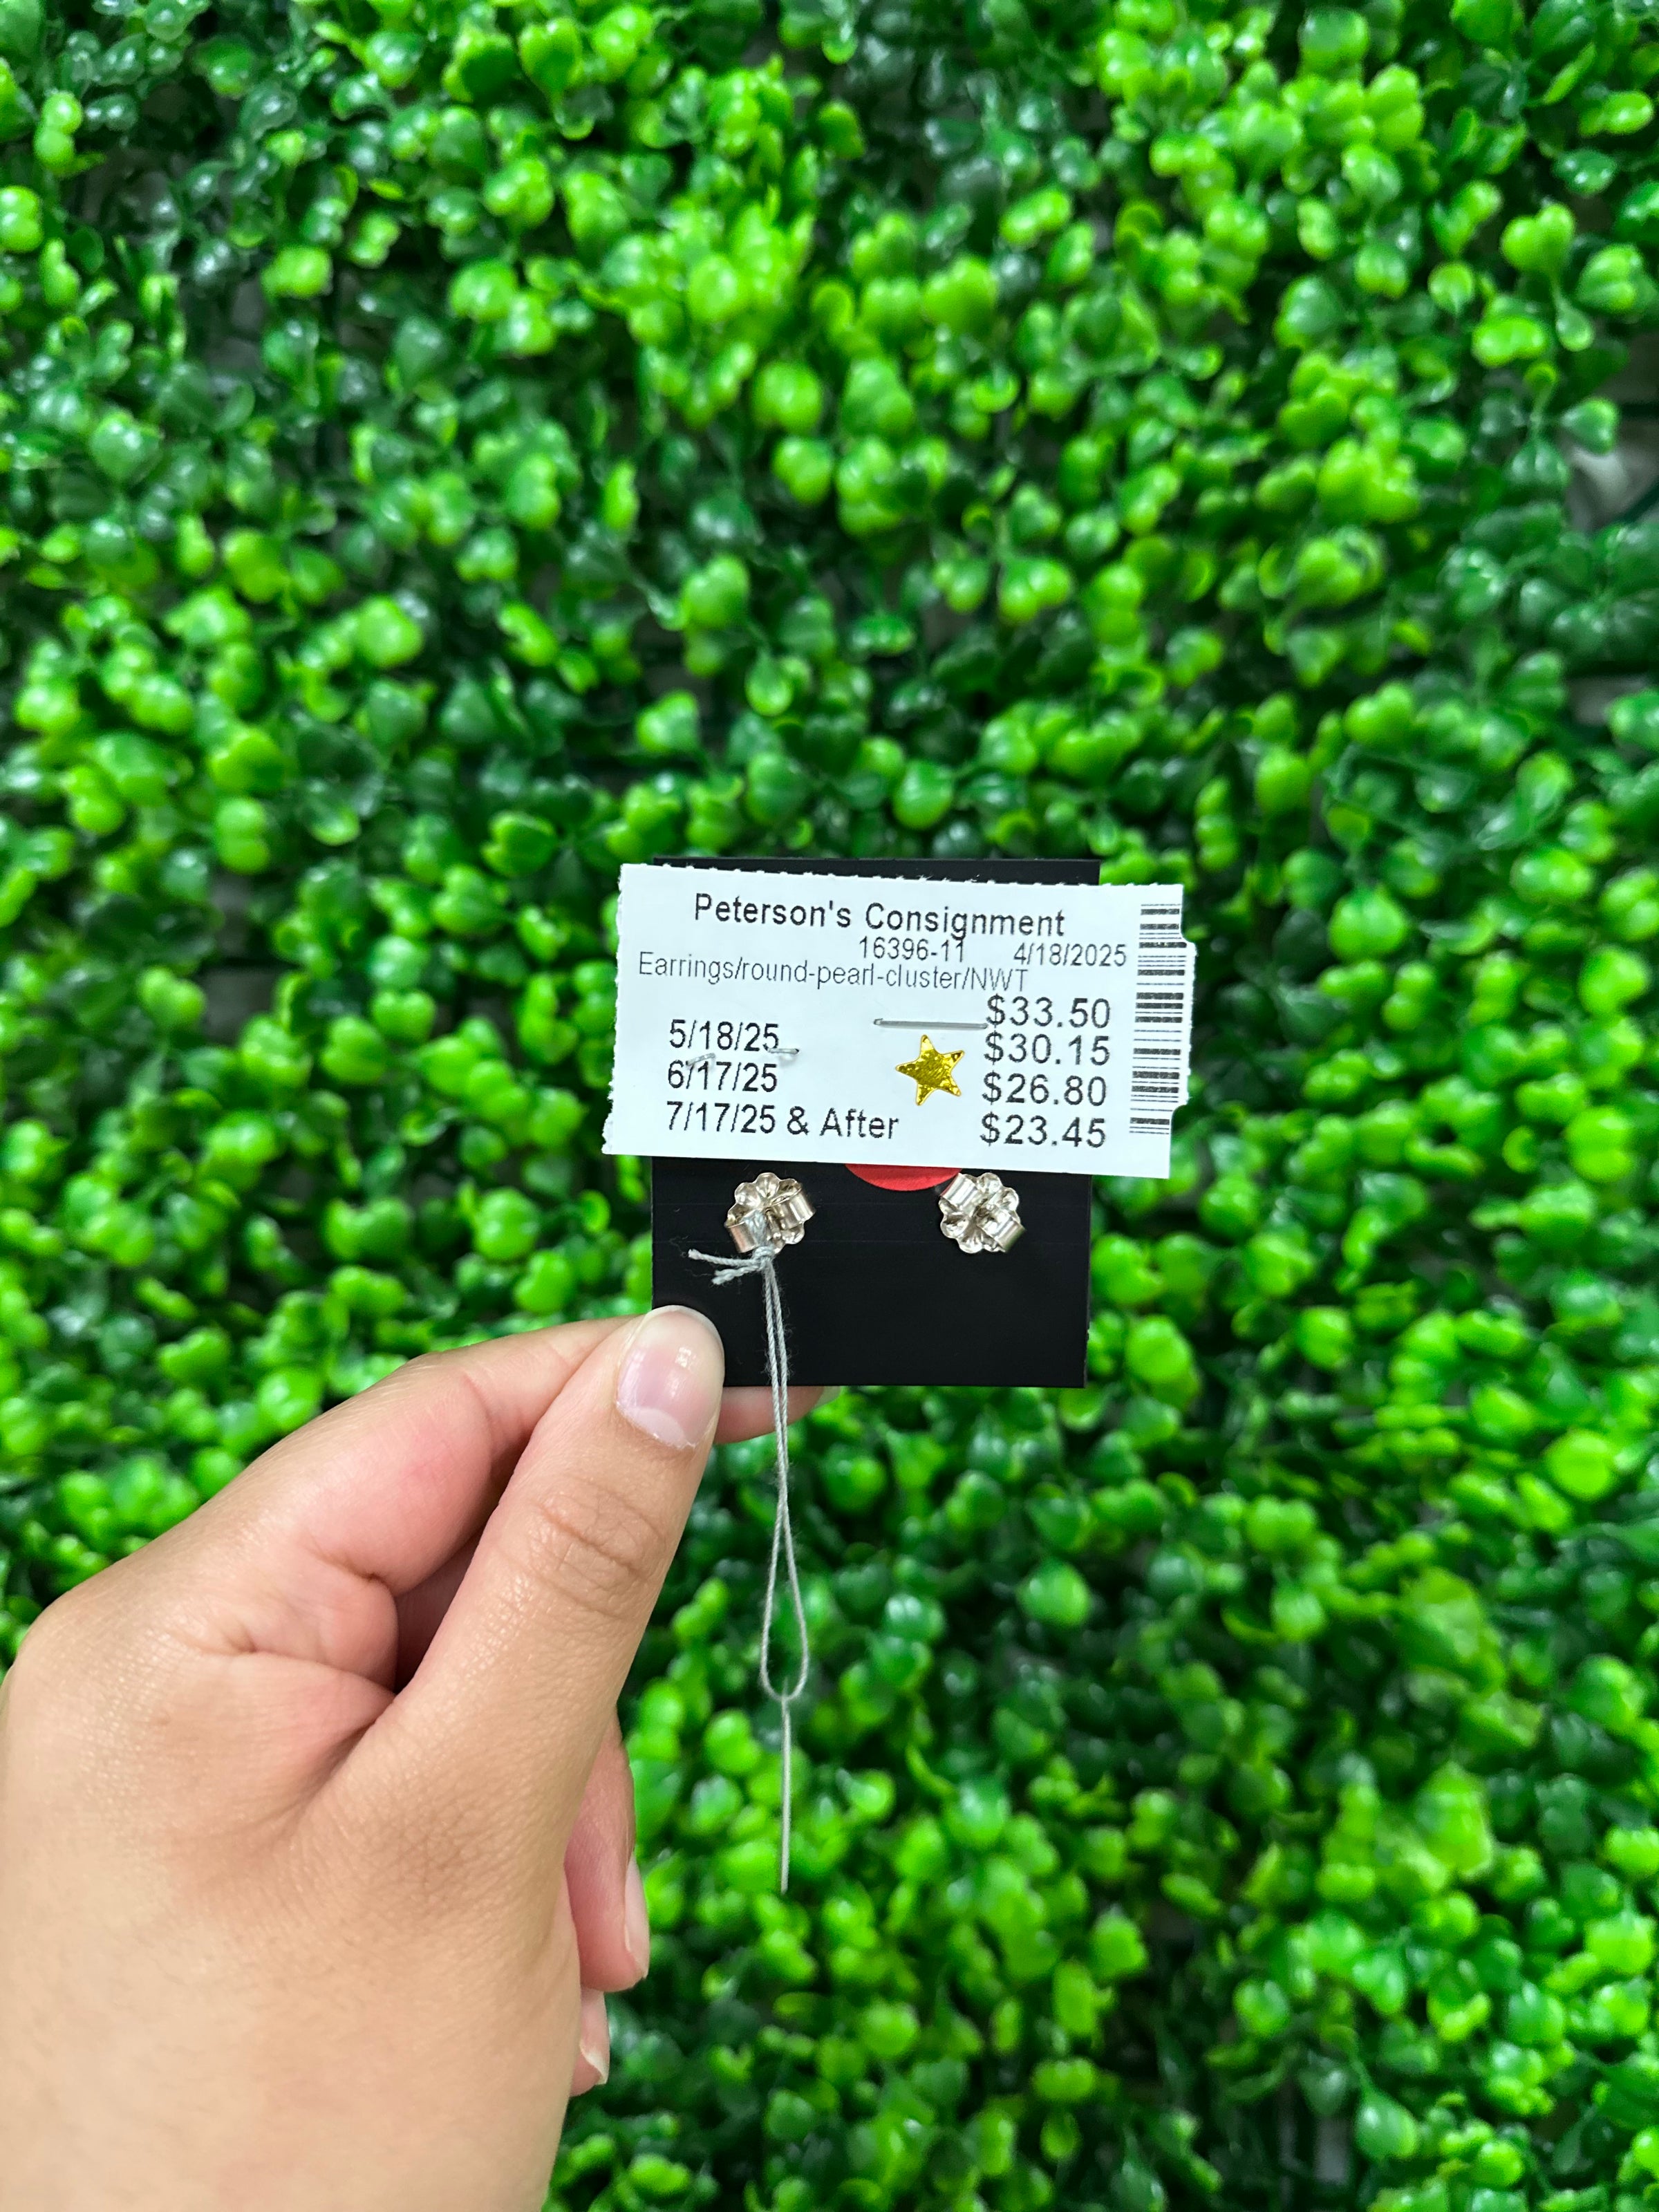 Peterson's Consignment
16396-11 4/18/2025
Earrings/round-pearl-cluster/NWT
$33.50
5/18/25 $30.15
6/17/25 $26.80
7/17/25 & After $23.45